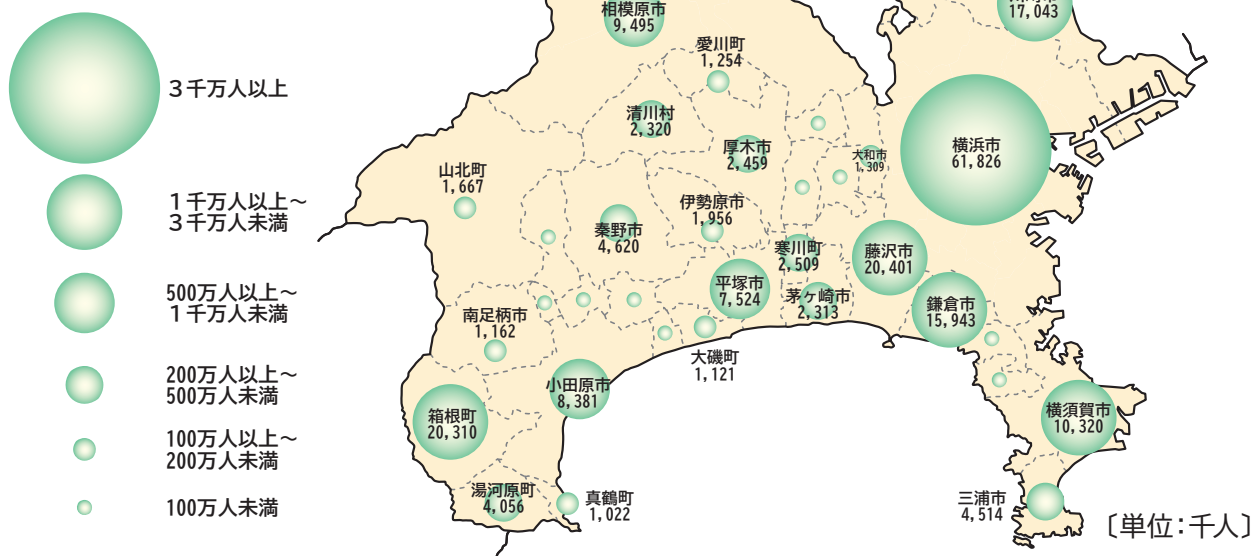 3千万人以上
1千万人以上～
3千万人未満
500万人以上～
1千万人未満
200万人以上～
500万人未満
100万人以上～
200万人未満
100万人未満
相模原市
9,495
17,043
愛川町
1,254
清川村
2,320
厚木市
2,459
大和市
1,309
横浜市
61,826
山北町
1,667
伊勢原市
1,956
秦野市
4,620
寒川町
2,509
藤沢市
20,401
平塚市
7,524
茅ヶ崎市
2,313
鎌倉市
15,943
南足柄市
1,162
大磯町
1,121
小田原市
8,381
箱根町
20,310
横須賀市
10,320
湯河原町
4,056
真鶴町
1,022
三浦市
4,514
〔単位：千人〕